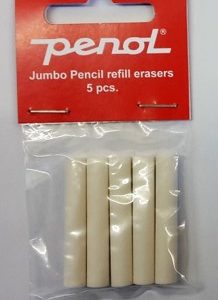 penol
Jumbo Pencil refill erasers
5 pcs.